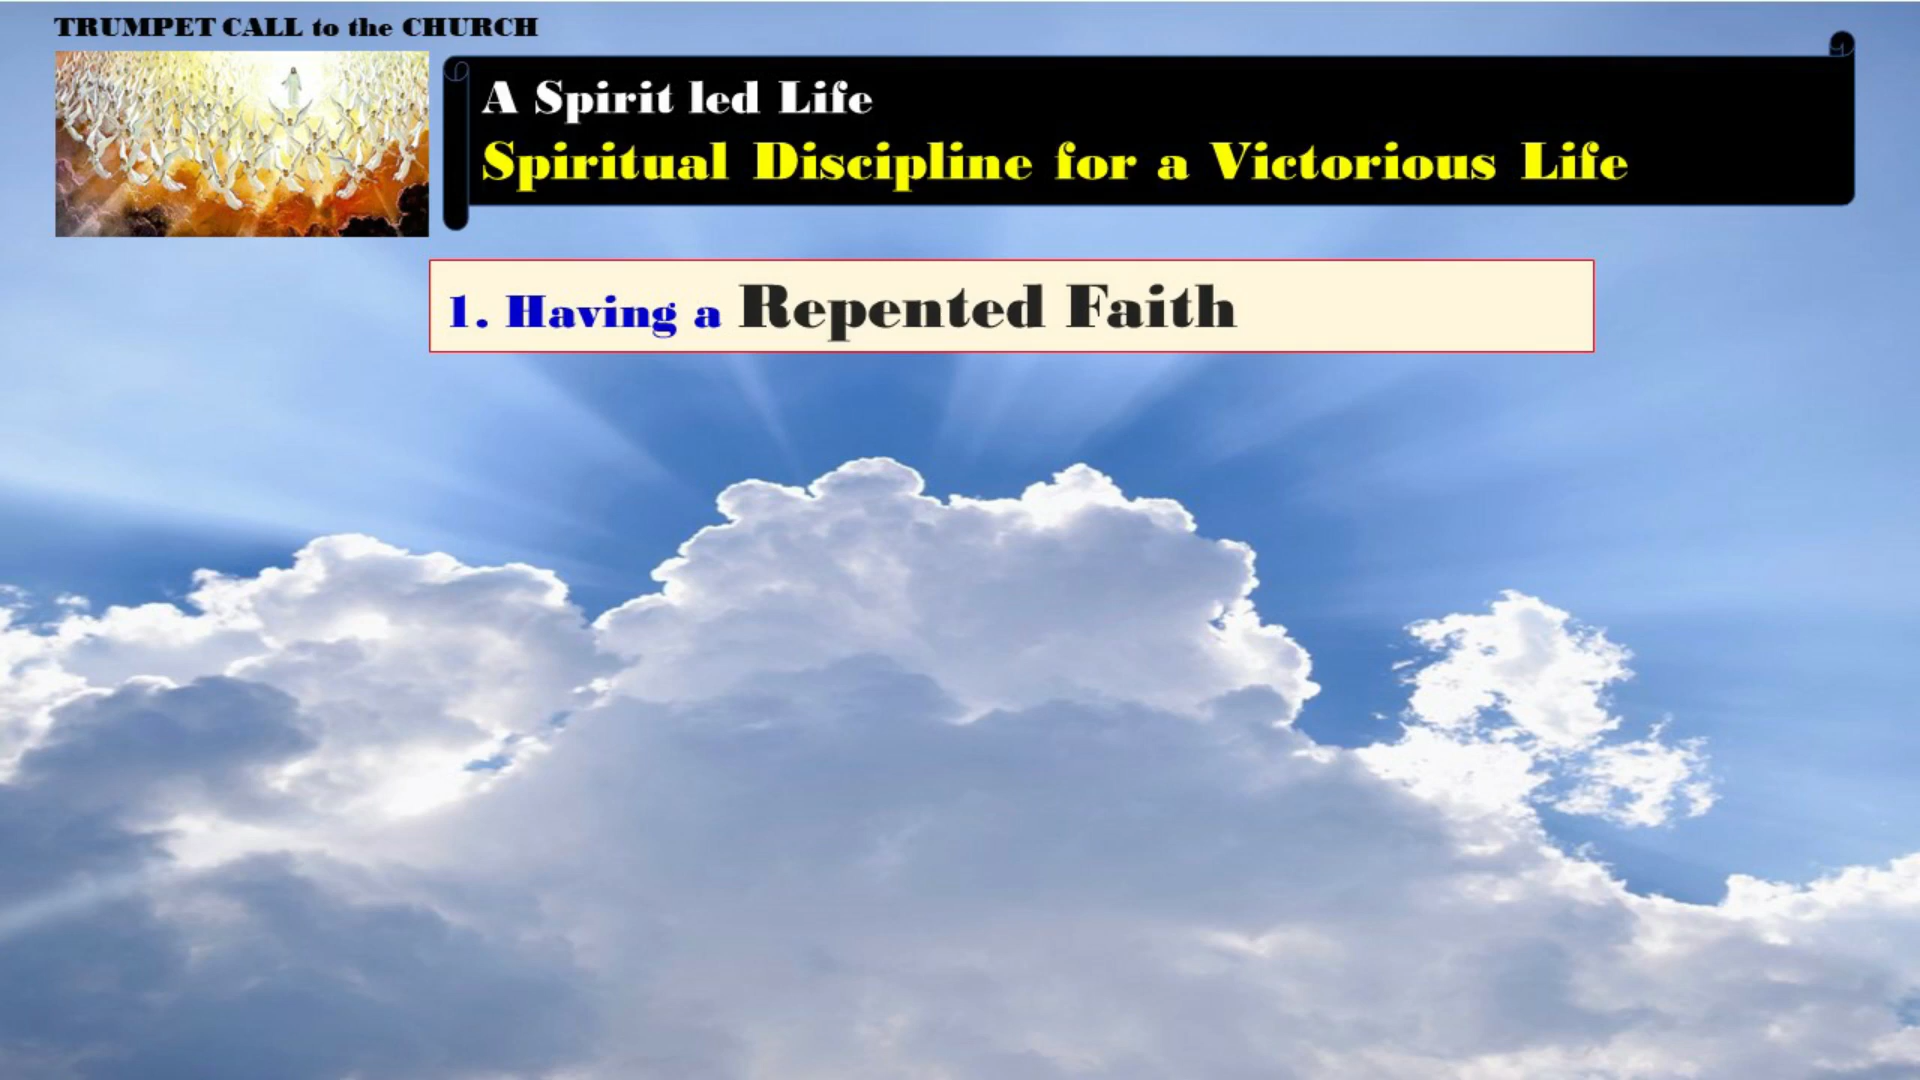 TRUMPET CALL to the CHURCH
A Spirit led Life
Spiritual Discipline for a Victorious Life
1. Having a Repented Faith